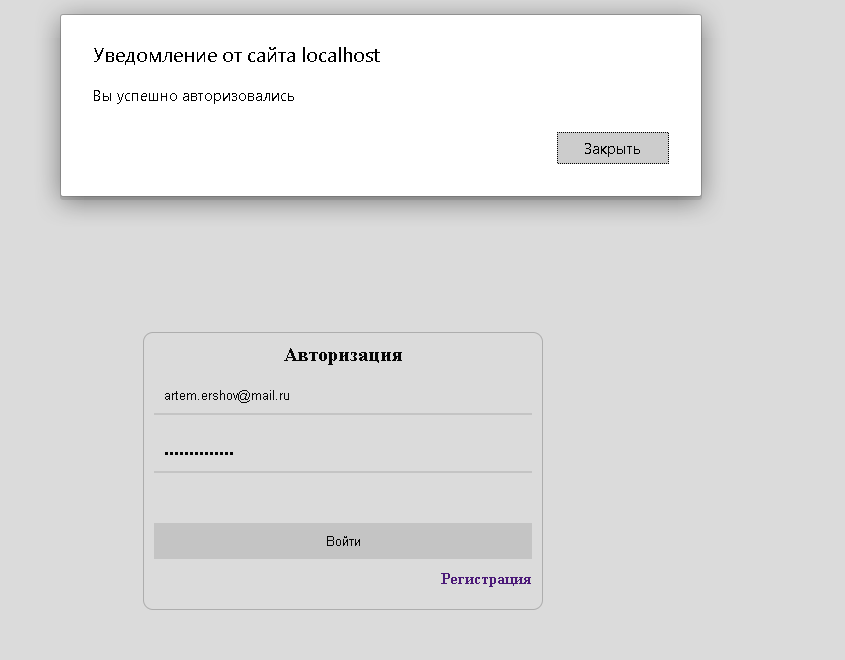 Уведомление от сайта localhost
Вы успешно авторизовались
Закрыть
Авторизация
artem.ershov@mail.ru
••••••••••••••
Войти
Регистрация